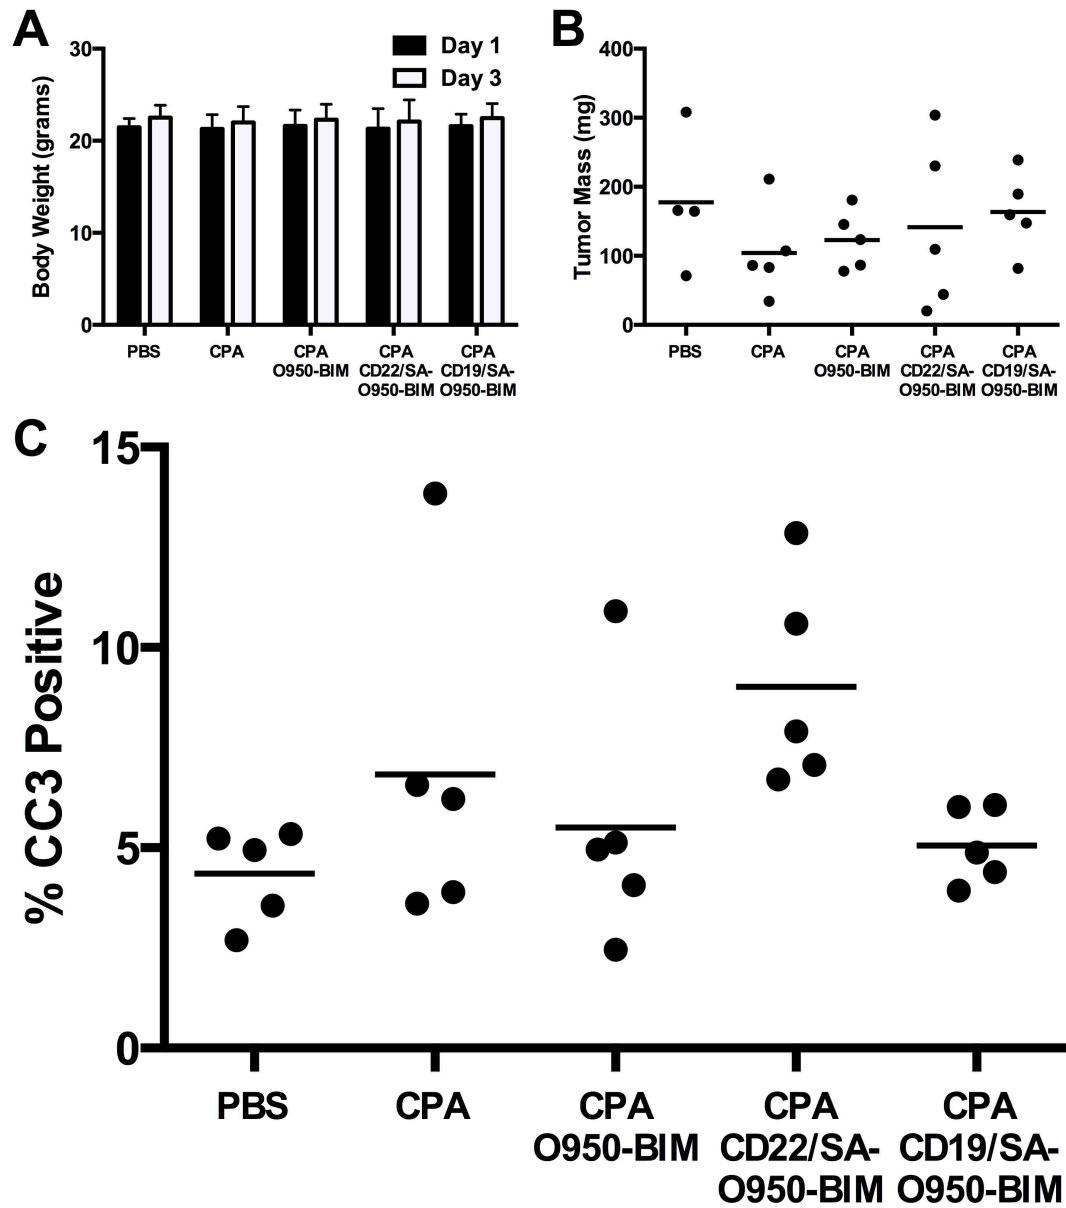 A
Body Weight (grams)
30
20
10
0
Day 1
Day 3
PBS
CPA
CPA
O950-BIM
CPA
CD22/SA-
O950-BIM
CPA
CD19/SA-
O950-BIM
B
Tumor Mass (mg)
400
300
200
100
0
PBS
CPA
CPA
O950-BIM
CPA
CD22/SA-
O950-BIM
CPA
CD19/SA-
O950-BIM
C
% CC3 Positive
15
10
5
0
PBS
CPA
CPA
O950-BIM
CPA
CD22/SA-
O950-BIM
CPA
CD19/SA-
O950-BIM